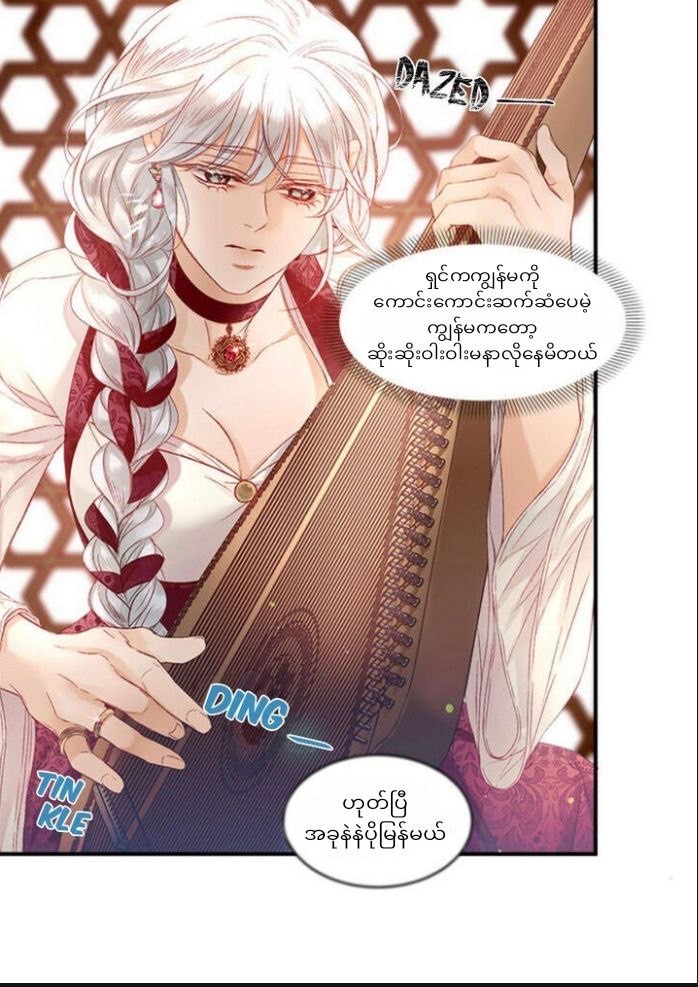 DAZED
ရှင်ကကျွန်မကို
ကောင်းကောင်းဆက်ဆံပေမဲ့
ကျွန်မကတော့
ဆိုးဆိုးဝါးဝါးမနာလိုနေမိတယ်
DING
TIN
KLE
ဟုတ်ပြီ
အခုနဲနဲပိုမြန်မယ်